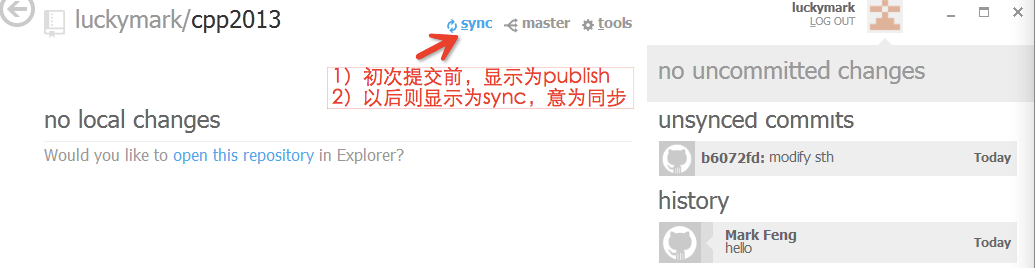 luckymark/cpp2013
sync
master
tools
1）初次提交前，显示为publish
2）以后则显示为sync，意为同步
no local changes
Would you like to open this repository in Explorer?
luckymark
LOG OUT
no uncommitted changes
unsynced commits
b6072fd: modify sth
Today
history
Mark Feng
hello
Today